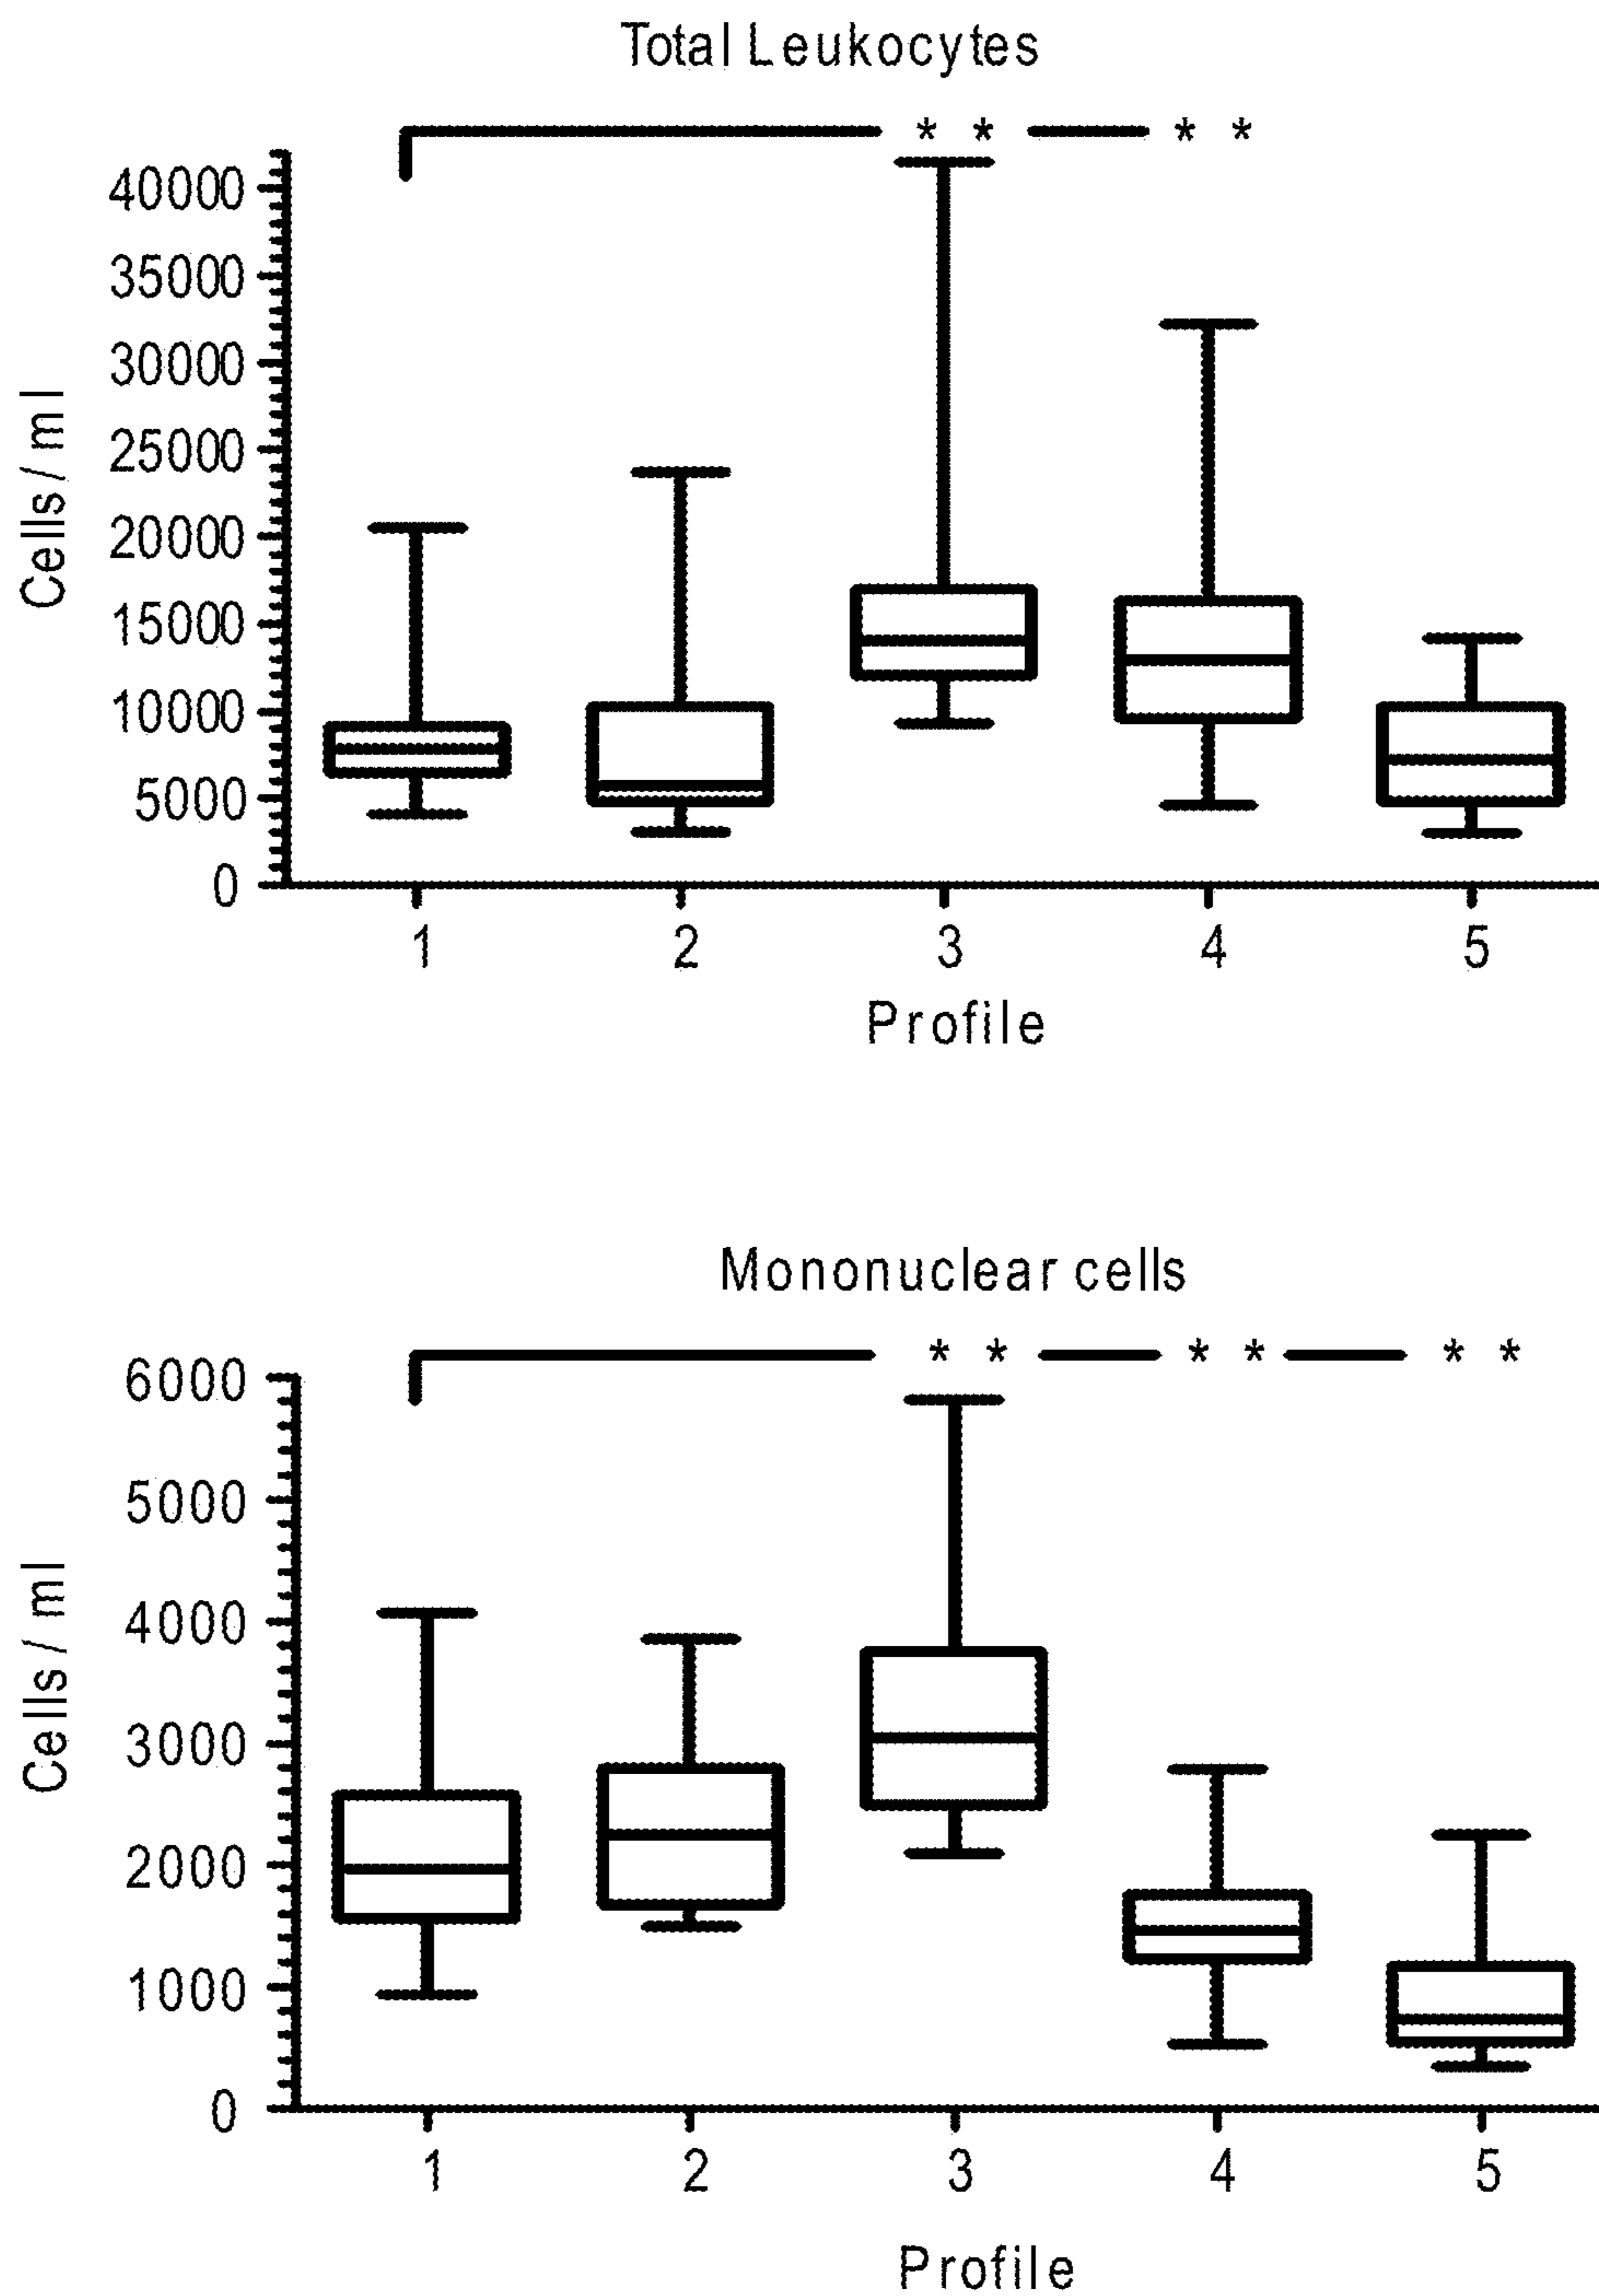 Total Leukocytes
* * * *
40000
35000
30000
25000
20000
15000
10000
5000
0
Cells / ml
1 2 3 4 5
Profile
Mononuclear cells
* * * * * *
6000
5000
4000
3000
2000
1000
0
Cells / ml
1 2 3 4 5
Profile